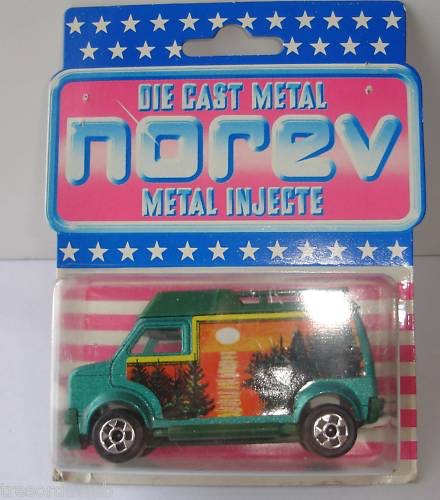 DIE CAST METAL
norev
METAL INJECTE